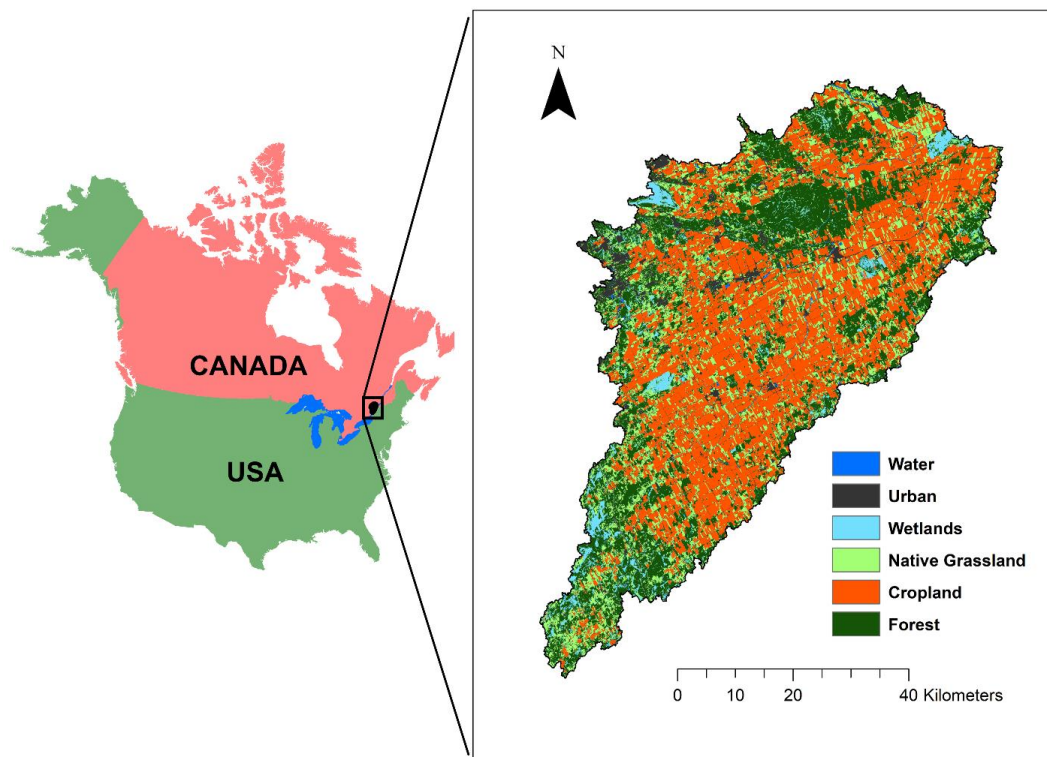 CANADA
USA
N
Water
Urban
Wetlands
Native Grassland
Cropland
Forest
0 10 20 40 Kilometers